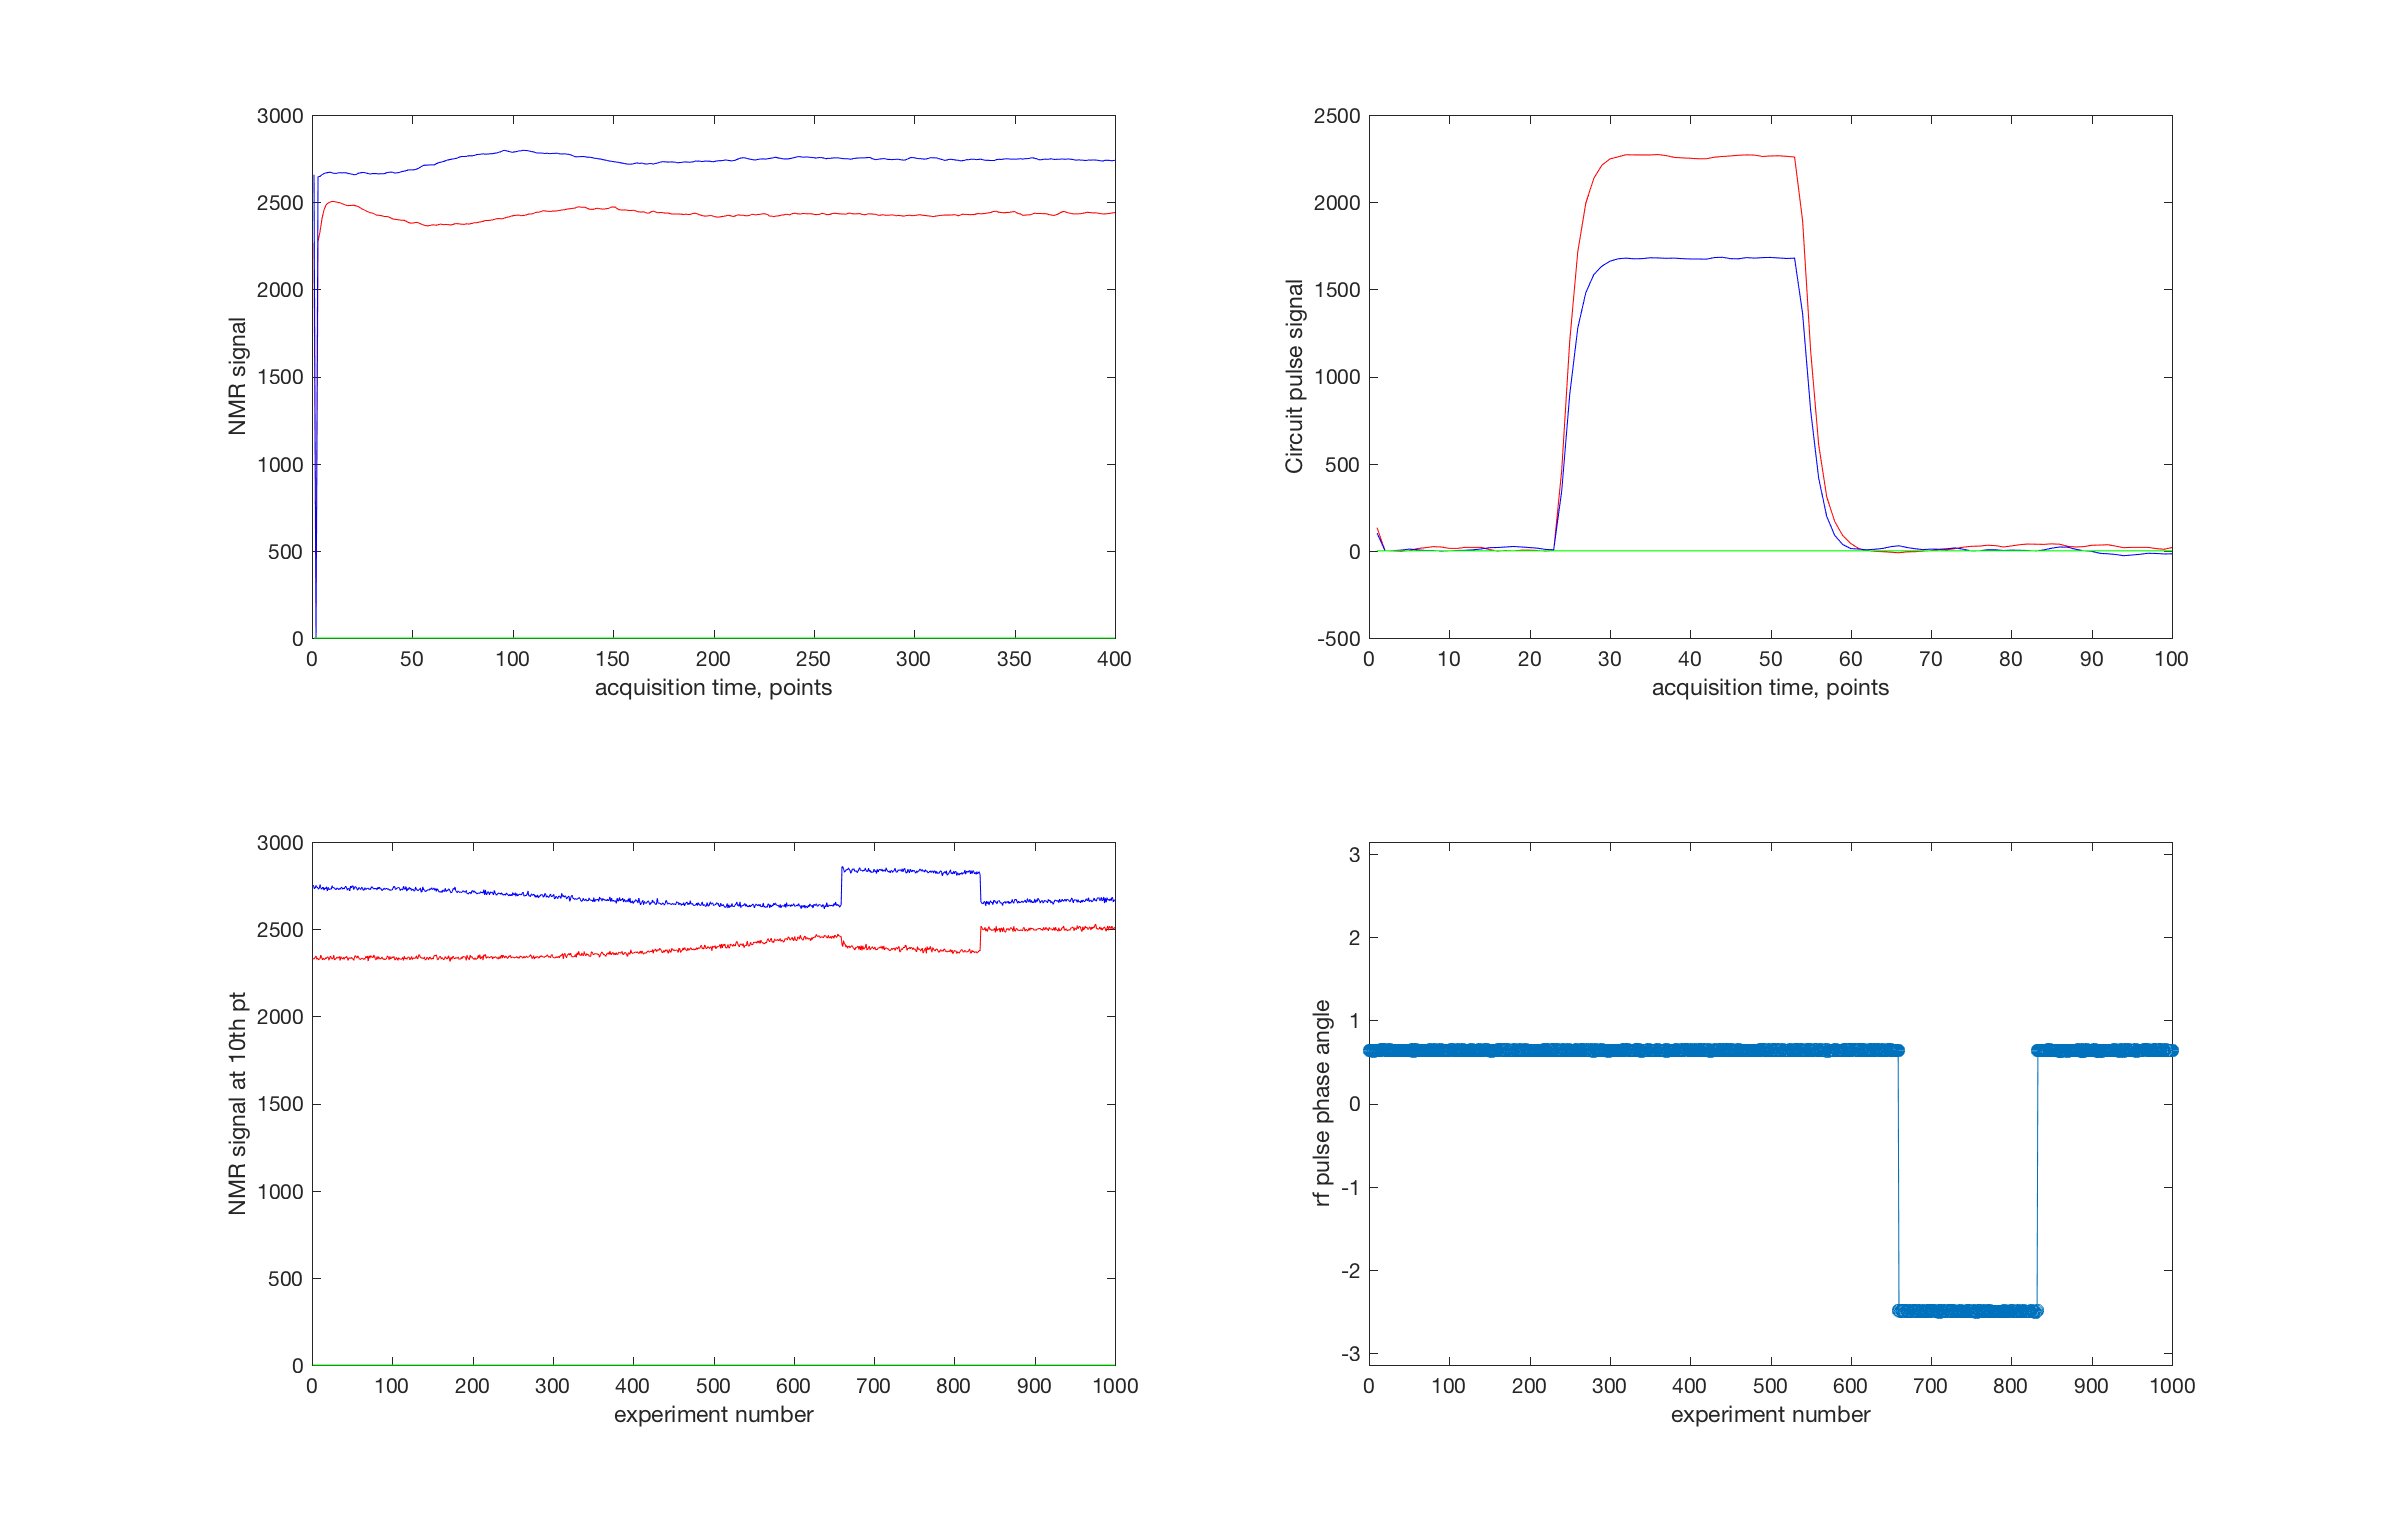 3000
2500
2000
1500
1000
500
0
0 50 100 150 200 250 300 350 400
NMR signal
acquisition time, points
2500
2000
1500
1000
500
0
-500
0 10 20 30 40 50 60 70 80 90 100
Circuit pulse signal
acquisition time, points
3000
2500
2000
1500
1000
500
0
0 100 200 300 400 500 600 700 800 900 1000
NMR signal at 10th pt
experiment number
3
2
1
0
-1
-2
-3
0 100 200 300 400 500 600 700 800 900 1000
rf pulse phase angle
experiment number